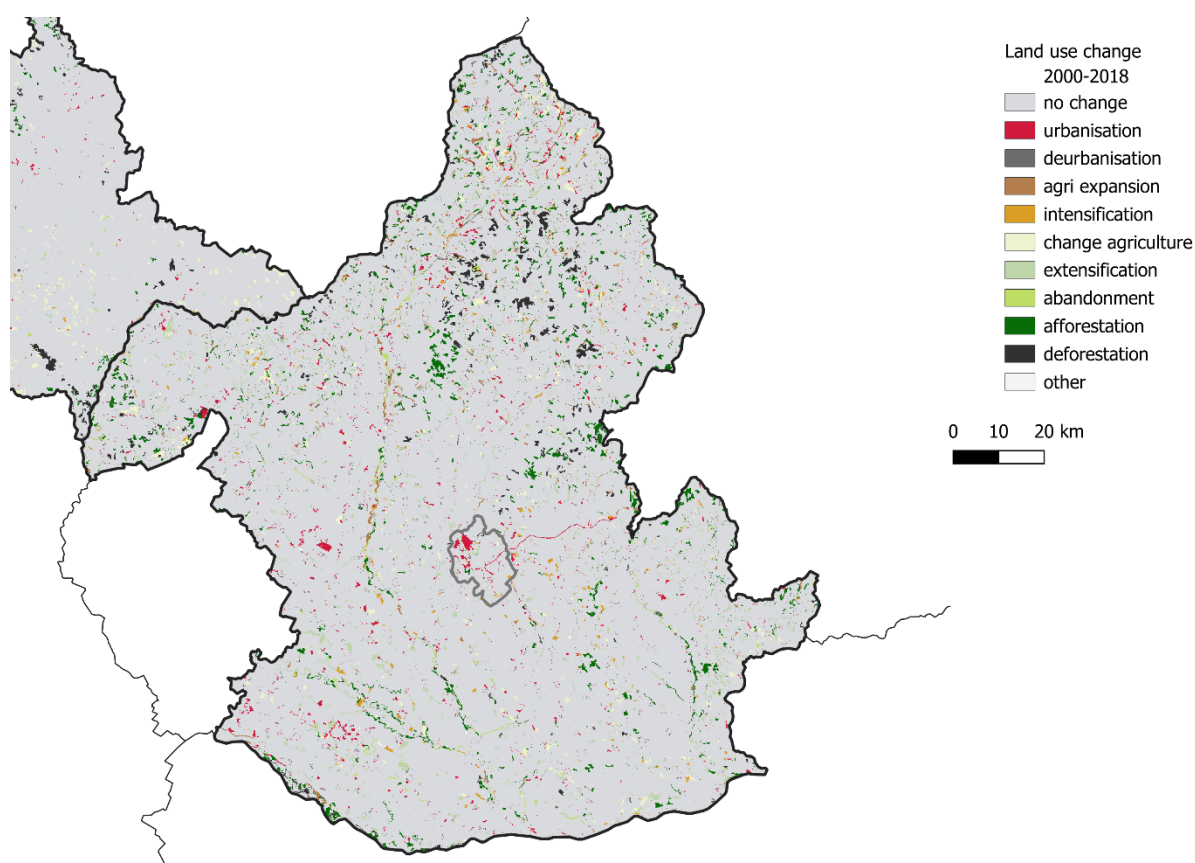 Land use change
2000-2018
no change
urbanisation
deurbanisation
agri expansion
intensification
change agriculture
extensification
abandonment
afforestation
deforestation
other
0 10 20 km